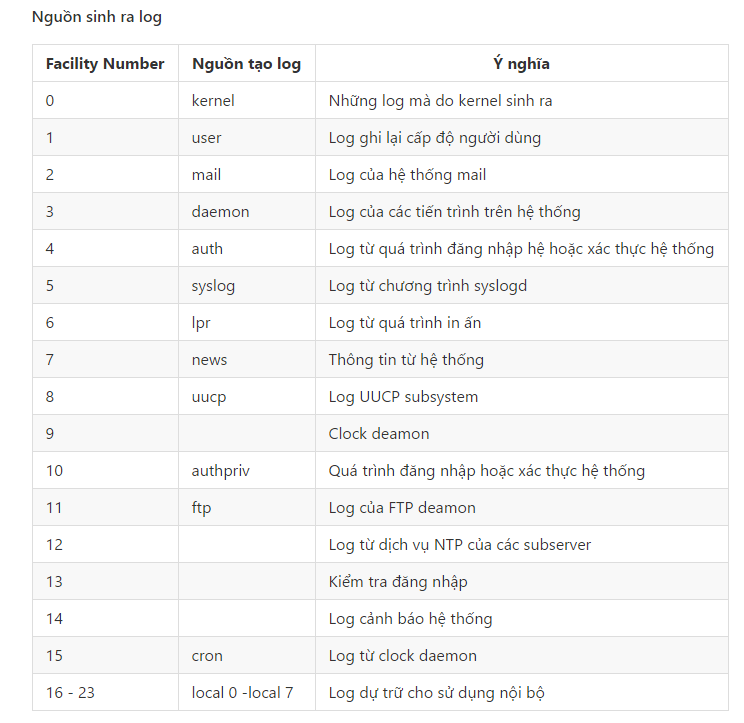 Nguồn sinh ra log
Facility Number Nguồn tạo log Ý nghĩa
0 kernel Những log mà do kernel sinh ra
1 user Log ghi lại cấp độ người dùng
2 mail Log của hệ thống mail
3 daemon Log của các tiến trình trên hệ thống
4 auth Log từ quá trình đăng nhập hệ hoặc xác thực hệ thống
5 syslog Log từ chương trình syslogd
6 lpr Log từ quá trình in ấn
7 news Thông tin từ hệ thống
8 uucp Log UUCP subsystem
9 Clock deamon
10 authpriv Quá trình đăng nhập hoặc xác thực hệ thống
11 ftp Log của FTP deamon
12 Log từ dịch vụ NTP của các subserver
13 Kiểm tra đăng nhập
14 Log cảnh báo hệ thống
15 cron Log từ clock daemon
16 - 23 local 0 -local 7 Log dự trữ cho sử dụng nội bộ